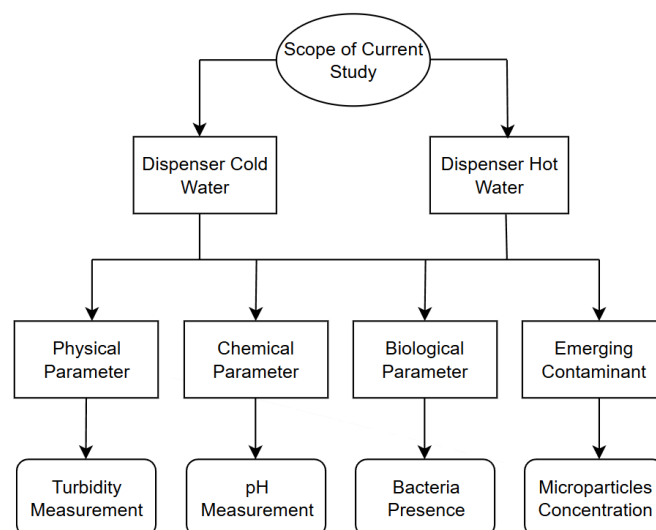 Scope of Current
Study
Dispenser Cold
Water
Dispenser Hot
Water
Physical
Parameter
Chemical
Parameter
Biological
Parameter
Emerging
Contaminant
Turbidity
Measurement
pH
Measurement
Bacteria
Presence
Microparticles
Concentration